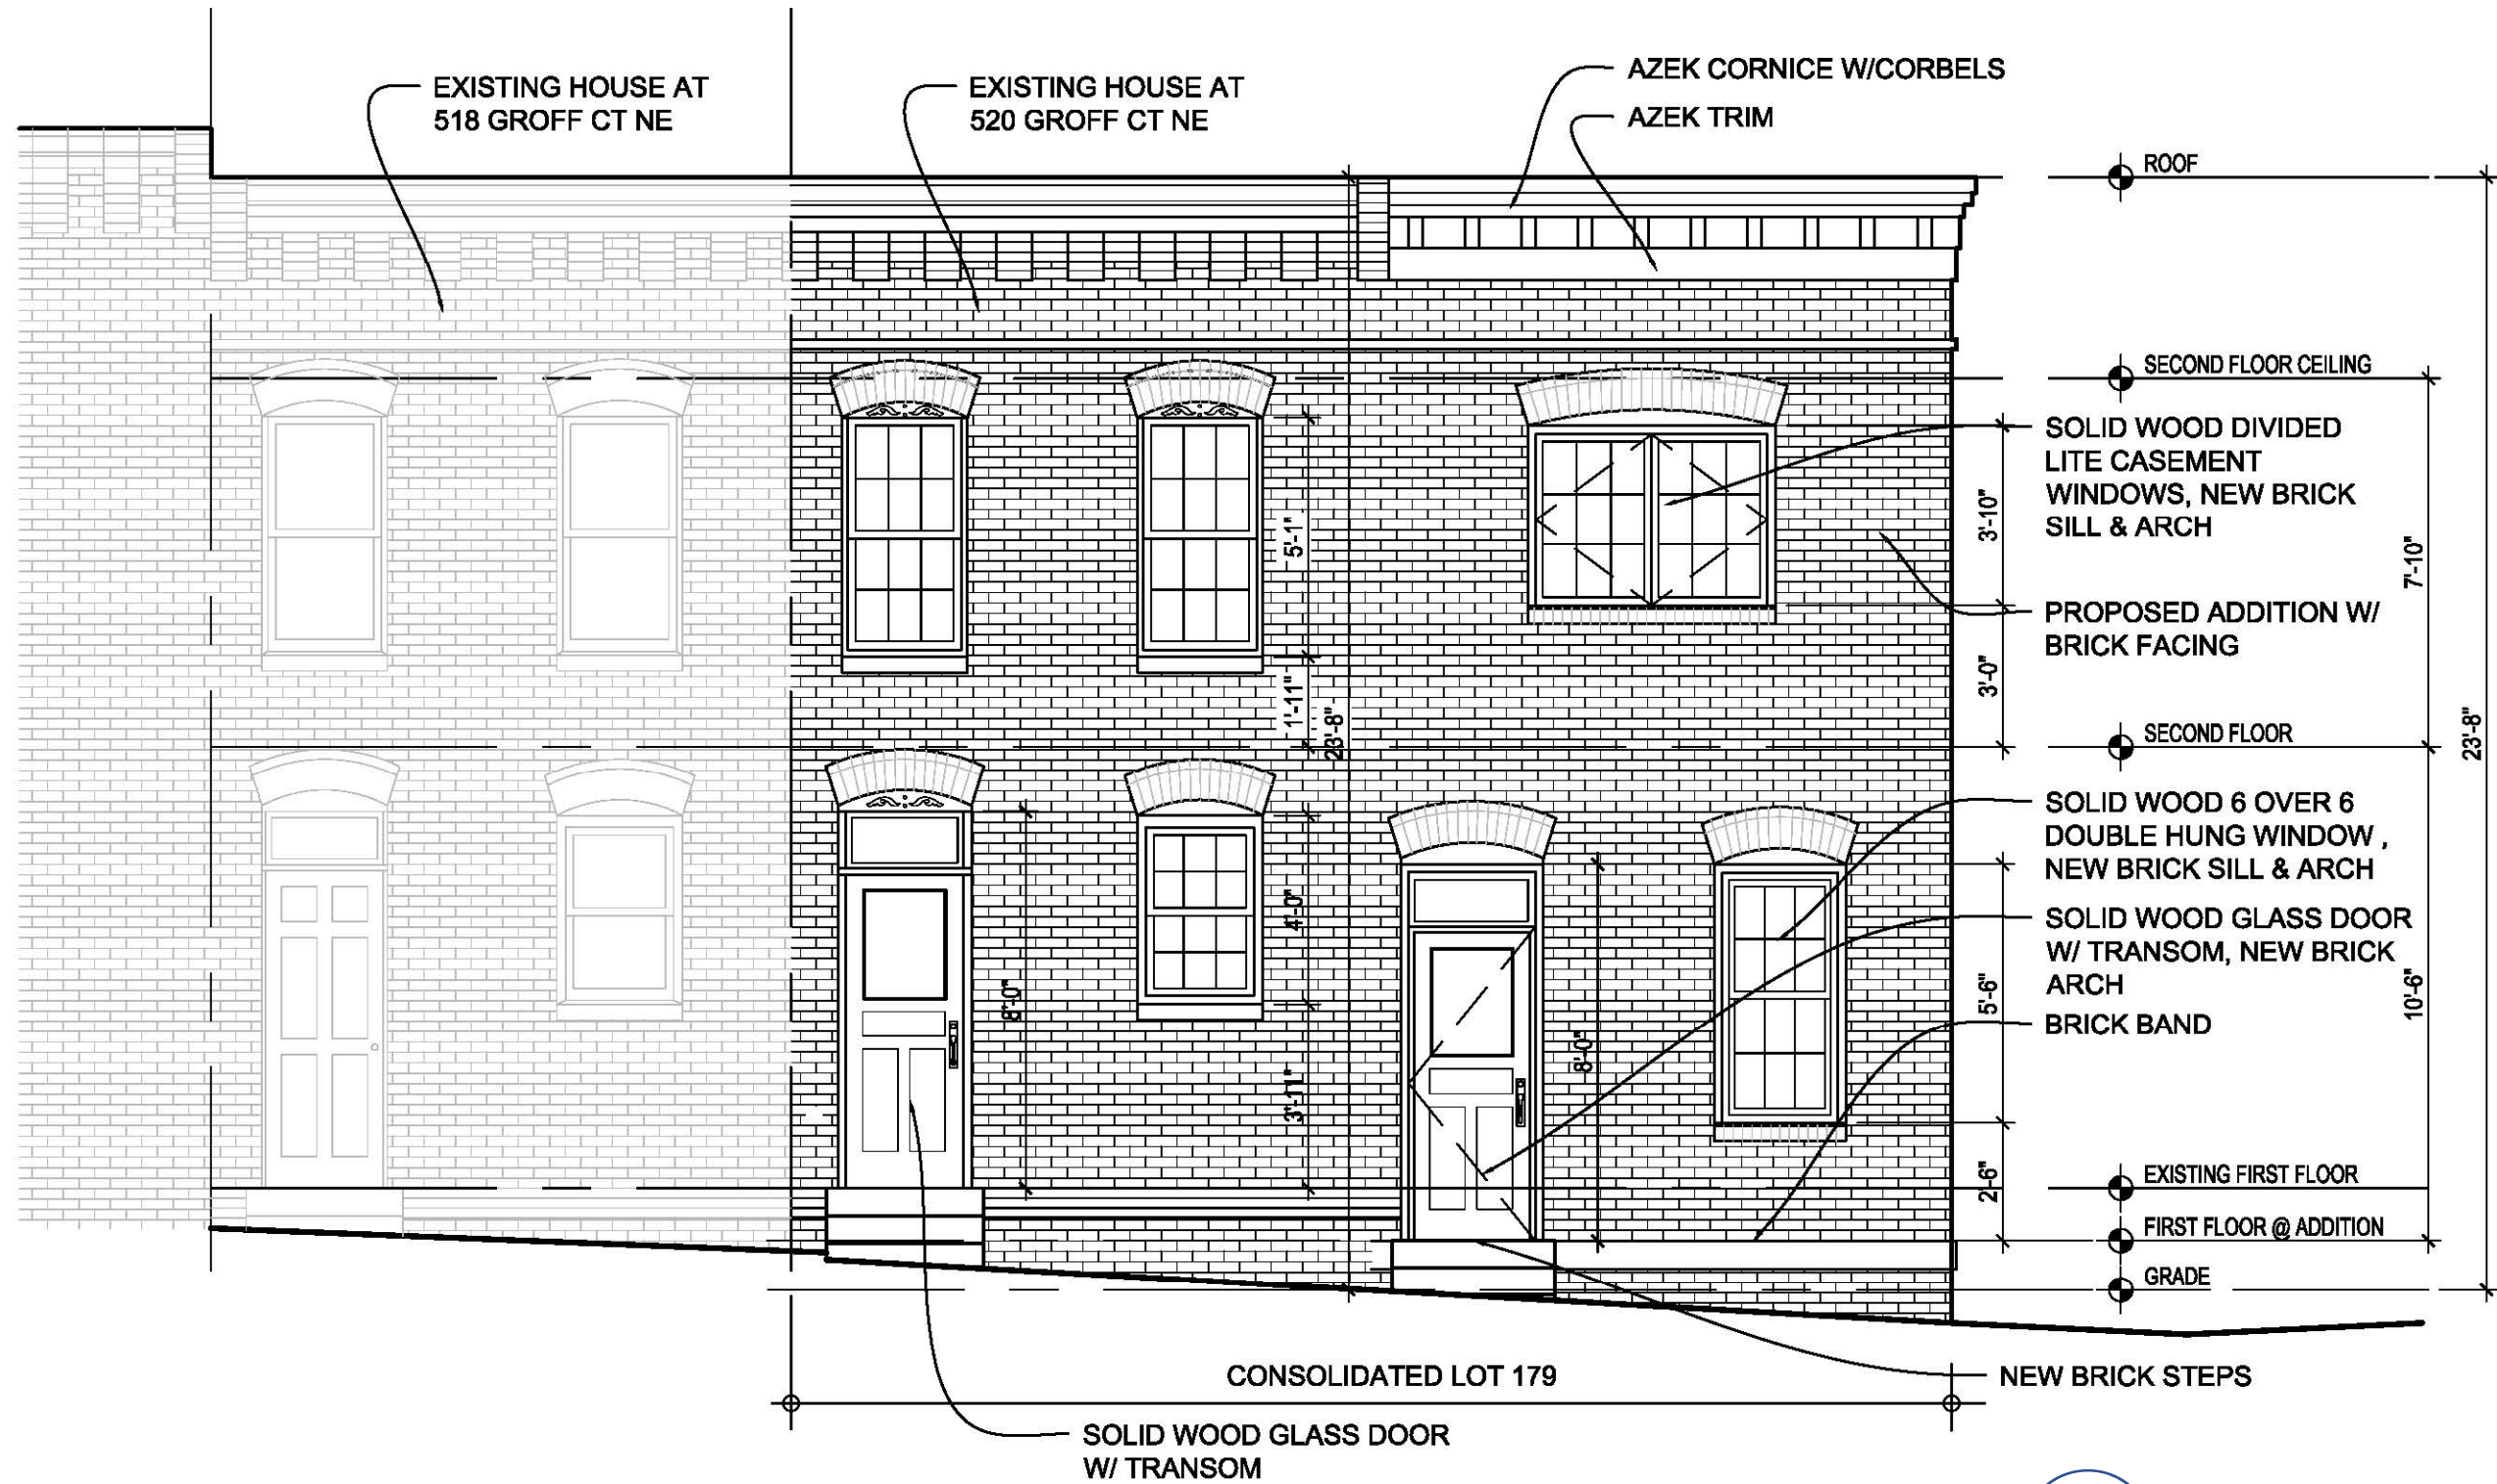 EXISTING HOUSE AT
518 GROFF CT NE
EXISTING HOUSE AT
520 GROFF CT NE
AZEK CORNICE W/CORBELS
AZEK TRIM
ROOF
SECOND FLOOR CEILING
SOLID WOOD DIVIDED
LITE CASEMENT
WINDOWS, NEW BRICK
SILL & ARCH
PROPOSED ADDITION W/
BRICK FACING
SECOND FLOOR
SOLID WOOD 6 OVER 6
DOUBLE HUNG WINDOW ,
NEW BRICK SILL & ARCH
SOLID WOOD GLASS DOOR
W/ TRANSOM, NEW BRICK
ARCH
BRICK BAND
EXISTING FIRST FLOOR
FIRST FLOOR @ ADDITION
GRADE
NEW BRICK STEPS
5'-1"
1'-11"
23'-8"
4'-0"
3'-11"
8'-0"
8'-0"
3'-10"
3'-0"
5'-6"
2'-6"
7'-10"
10'-6"
23'-8"
CONSOLIDATED LOT 179
SOLID WOOD GLASS DOOR
W/ TRANSOM